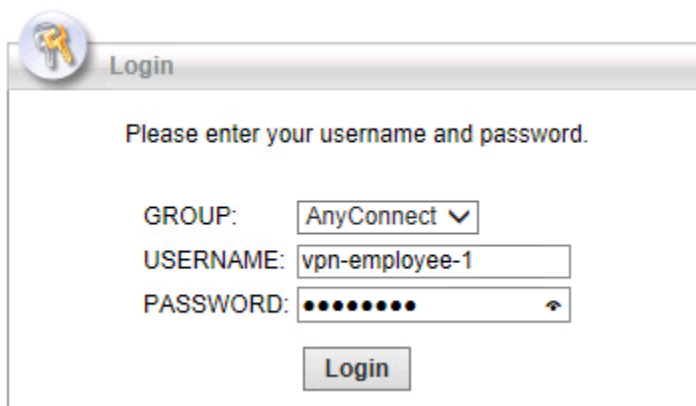 Login
Please enter your username and password.
GROUP: AnyConnect
USERNAME: vpn-employee-1
PASSWORD: ●●●●●●●●
Login